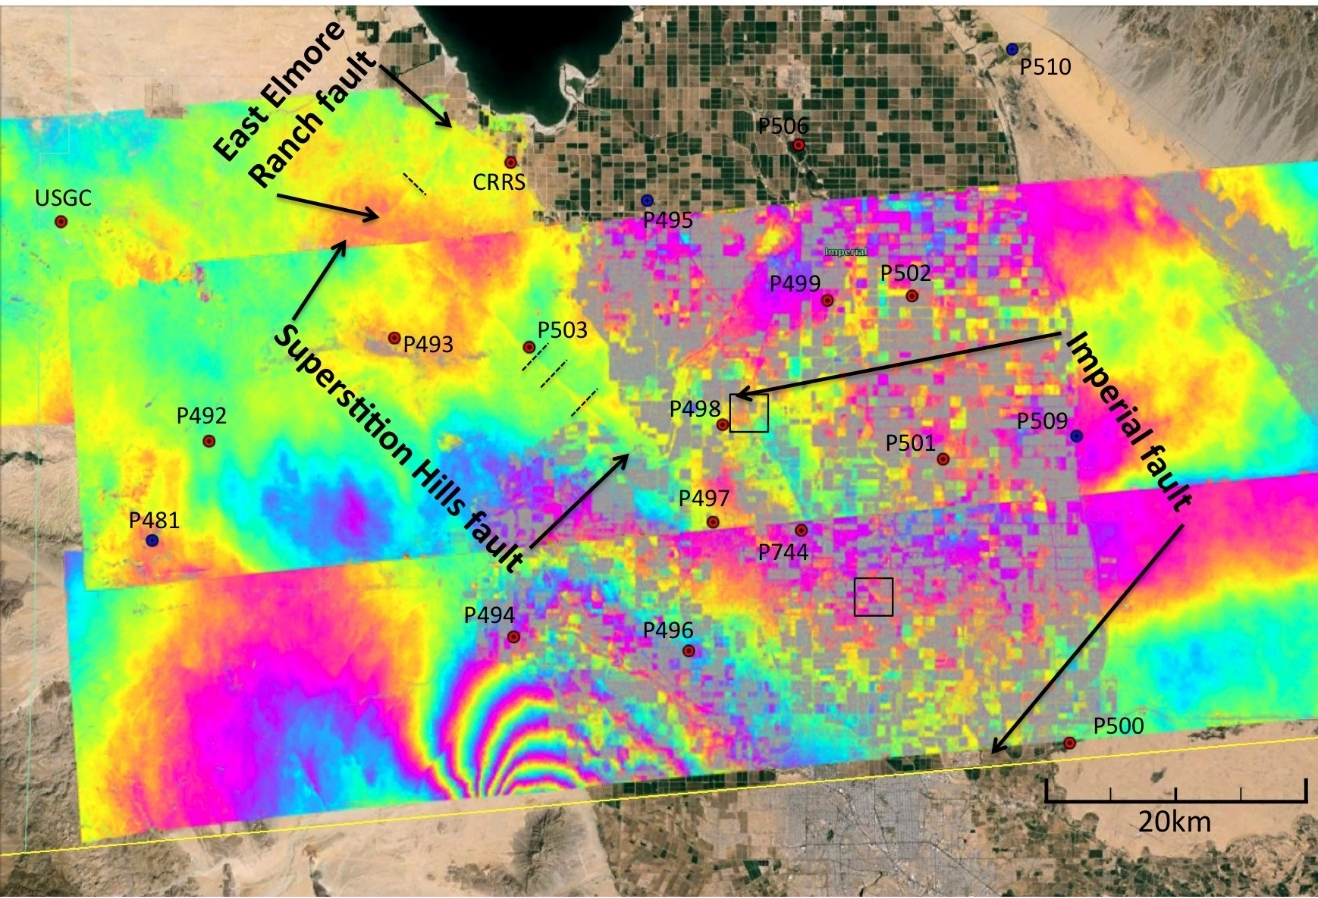 East Elmore
Ranch fault
P510
P506
CRRS
USGC
P495
Imperial
P499
P502
P503
P493
Superstition Hills fault
Imperial fault
P498
P492
P509
P501
P497
P481
P744
P494
P496
P500
20km